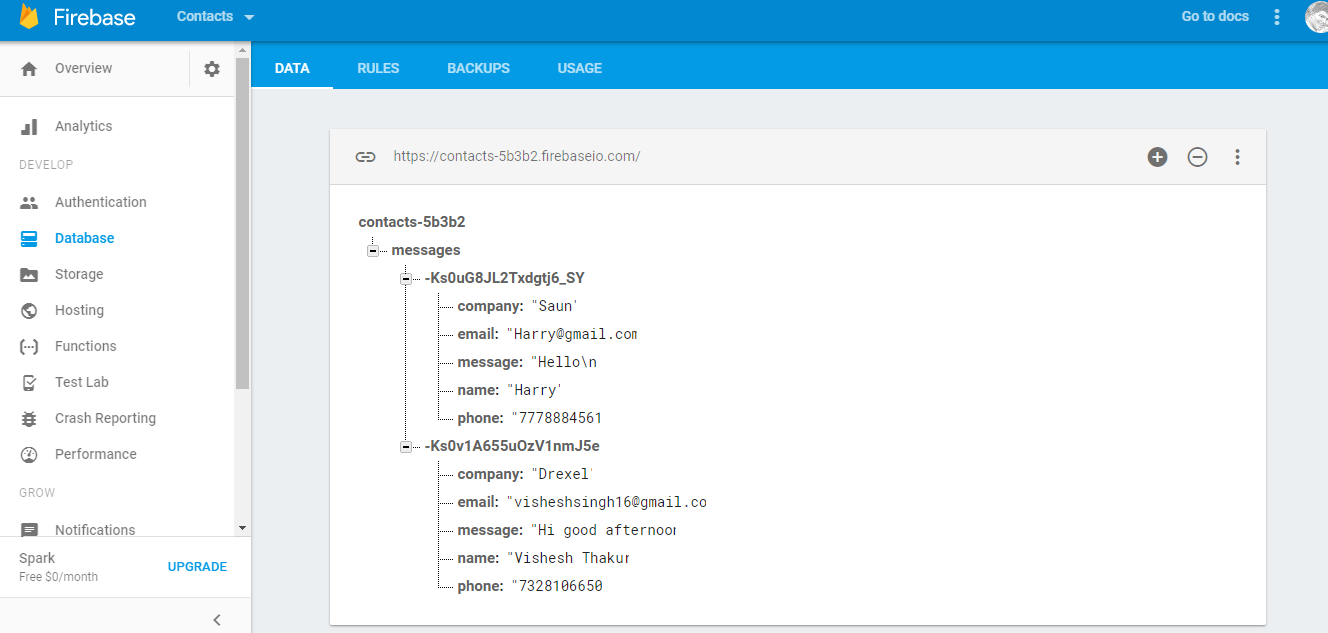 Firebase
Contacts
Go to docs
Overview
DATA
RULES
BACKUPS
USAGE
Analytics
DEVELOP
Authentication
Database
Storage
Hosting
Functions
Test Lab
Crash Reporting
Performance
GROW
Notifications
Spark
Free $0/month
UPGRADE
https://contacts-5b3b2.firebaseio.com/
contacts-5b3b2
messages
-Ks0uG8JL2Txdgtj6_SY
company: "Saun"
email: "Harry@gmail.com
message: "Hello\n
name: "Harry"
phone: "7778884561
-Ks0v1A655uOzV1nmJ5e
company: "Drexel"
email: "visheshsingh16@gmail.co
message: "Hi good afternoon
name: "Vishesh Thakur
phone: "7328106650